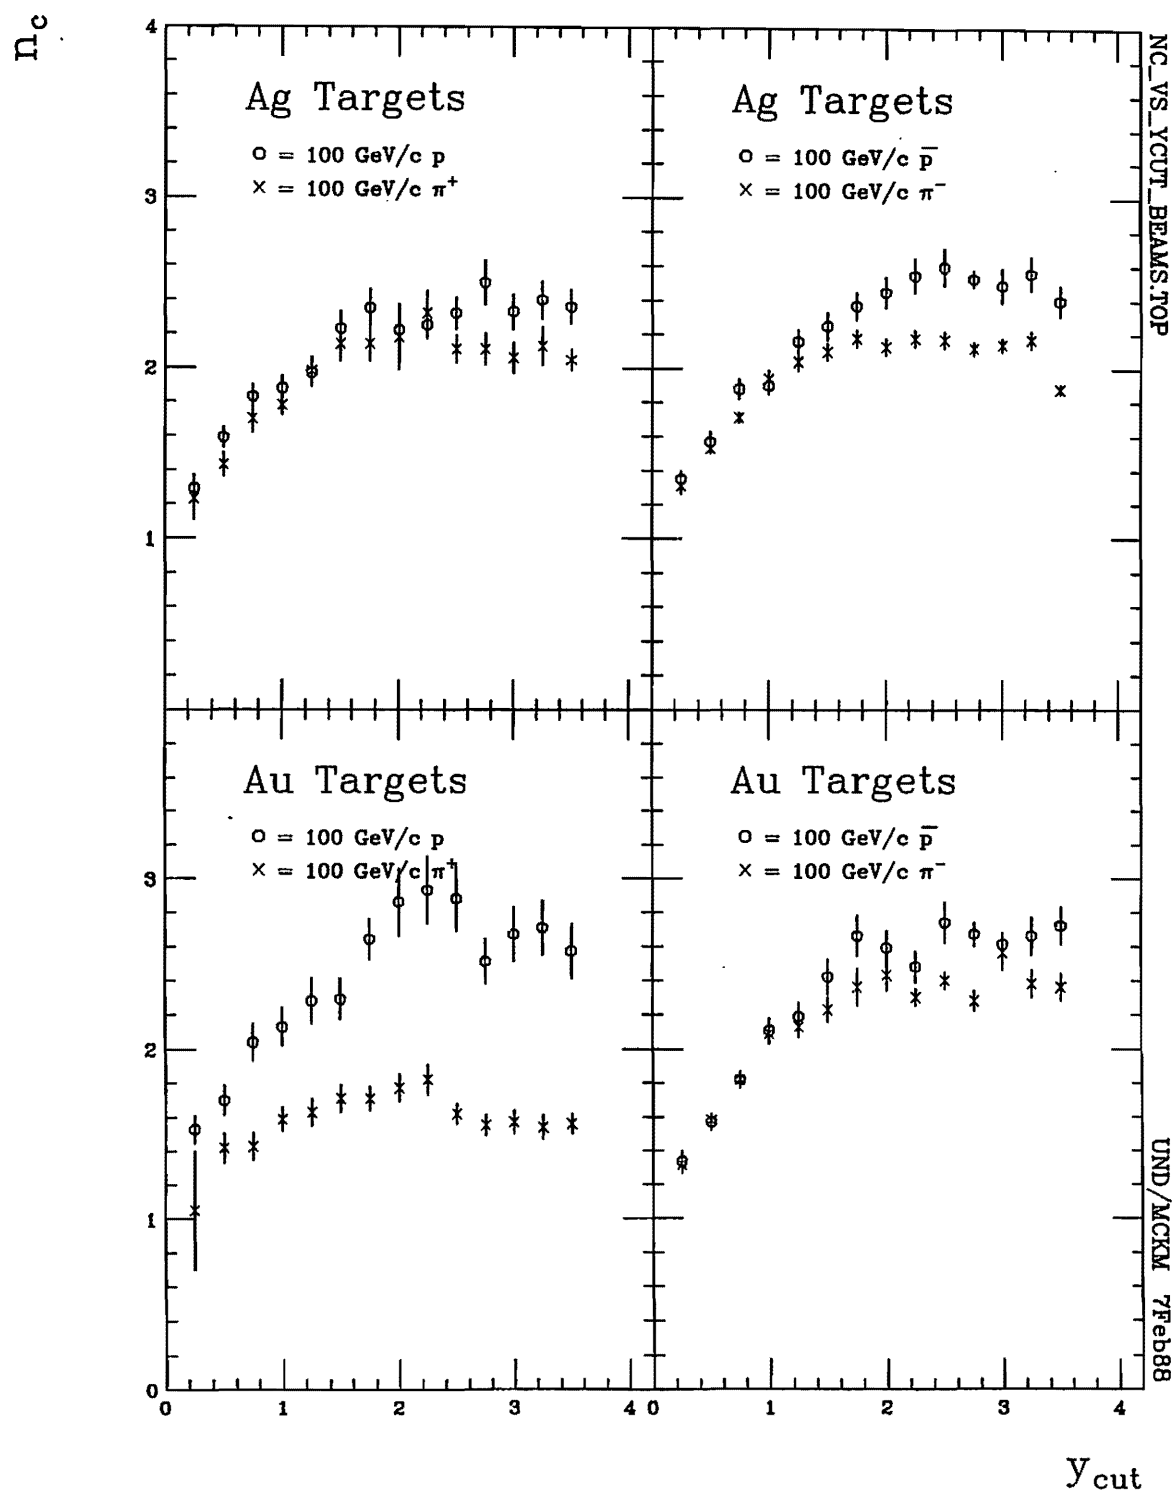 n_c
4
3
2
1
Ag Targets
o = 100 GeV/c p
× = 100 GeV/c π⁺
Ag Targets
o = 100 GeV/c p̄
× = 100 GeV/c π⁻
Au Targets
o = 100 GeV/c p
× = 100 GeV/c π⁺
Au Targets
o = 100 GeV/c p̄
× = 100 GeV/c π⁻
3
2
1
0
0 1 2 3 4 0 1 2 3 4
y_cut
NC_VS_YCUT_BEAMS.TOP
UND/MCKM 7Feb88